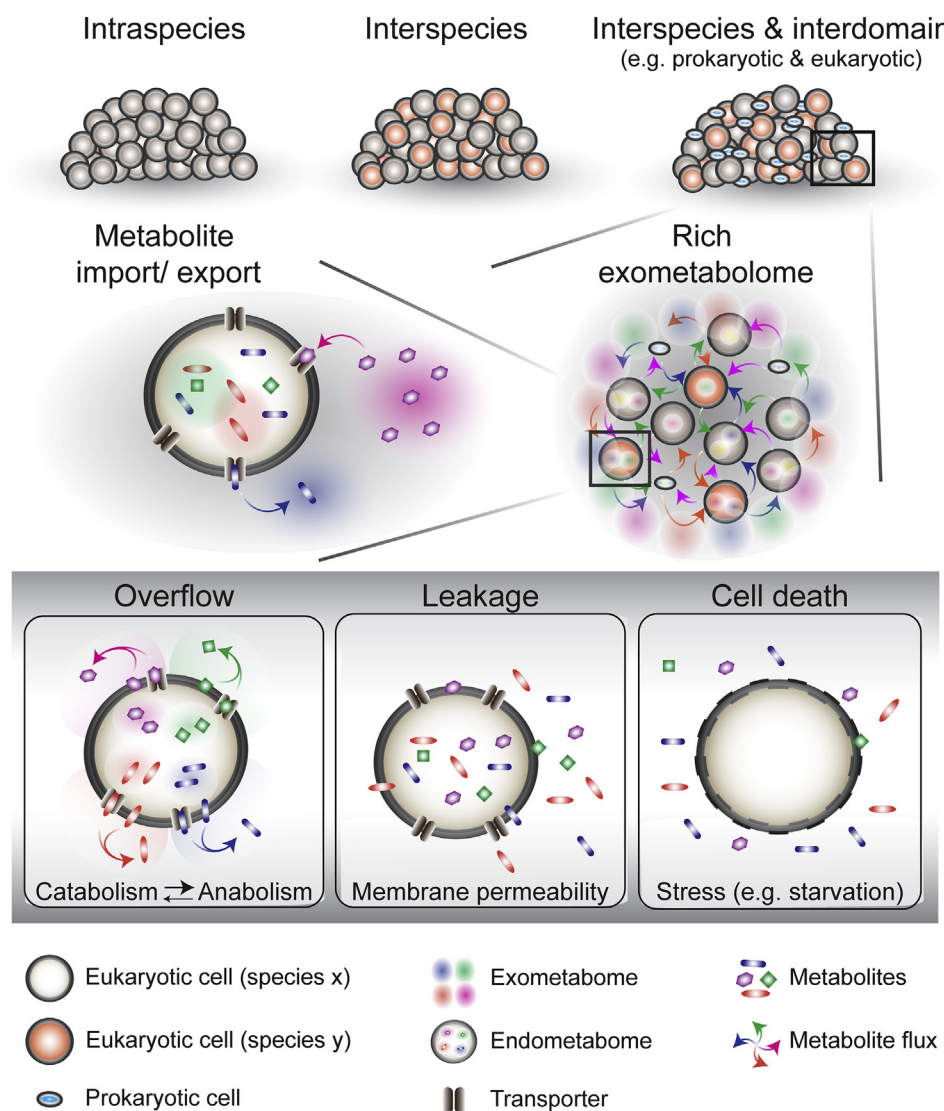 Intraspecies
Interspecies
Interspecies & interdomain
(e.g. prokaryotic & eukaryotic)
Metabolite
import/ export
Rich
exometabolome
Overflow
Leakage
Cell death
Catabolism
Anabolism
Membrane permeability
Stress (e.g. starvation)
Eukaryotic cell (species x)
Exometabome
Metabolites
Eukaryotic cell (species y)
Endometabome
Metabolite flux
Prokaryotic cell
Transporter